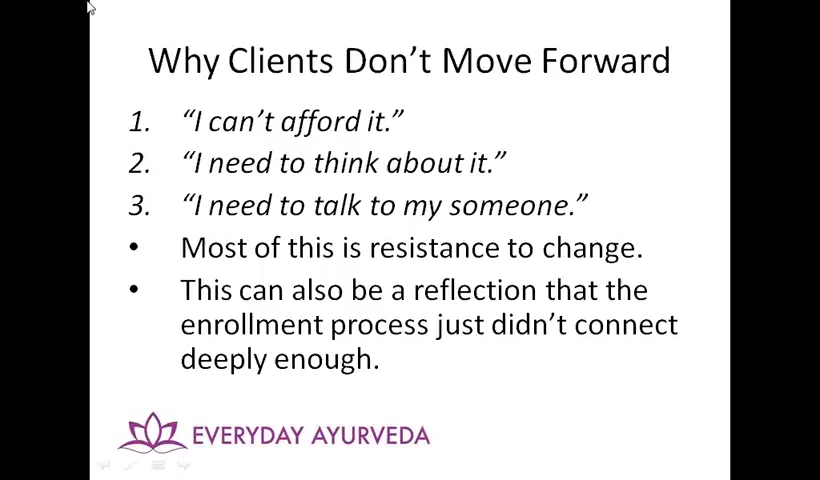 Why Clients Don't Move Forward
1. "I can't afford it."
2. "I need to think about it."
3. "I need to talk to my someone."
• Most of this is resistance to change.
• This can also be a reflection that the
enrollment process just didn't connect
deeply enough.
EVERYDAY AYURVEDA